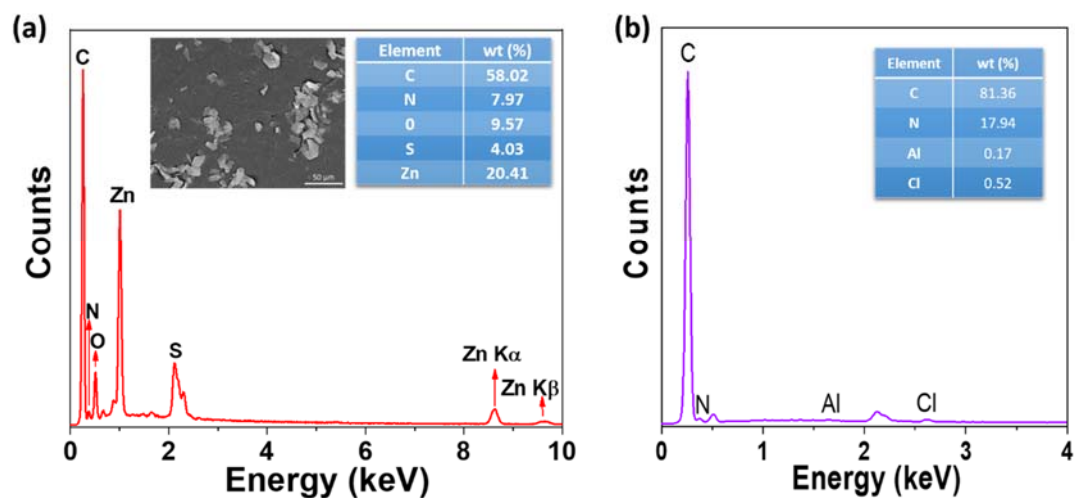 (a)
C
N
O
Zn
S
Zn Kα
Zn Kβ
50 µm
Element wt (%)
C 58.02
N 7.97
0 9.57
S 4.03
Zn 20.41
Counts
0 2 4 6 8 10
Energy (keV)
(b)
C
N
Al
Cl
Element wt (%)
C 81.36
N 17.94
Al 0.17
Cl 0.52
Counts
0 1 2 3 4
Energy (keV)